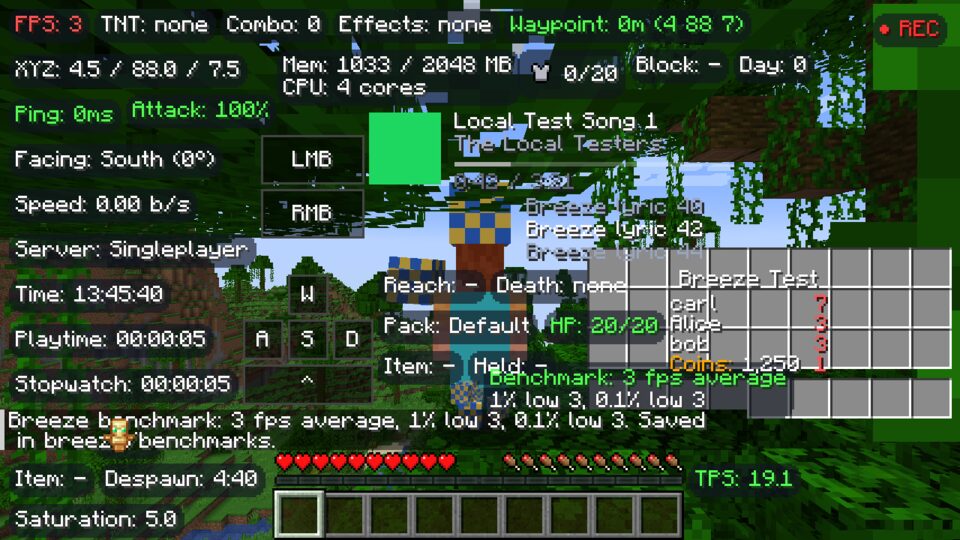 FPS: 3 TNT: none Combo: 0 Effects: none Waypoint: 0m (4 88 7)
REC
XYZ: 4.5 / 88.0 / 7.5
Mem: 1033 / 2048 MB
CPU: 4 cores
0/20
Block: - Day: 0
Ping: 0ms Attack: 100%
Local Test Song 1
The Local Testers
Facing: South (0°)
LMB
Speed: 0.00 b/s
RMB
Breeze lyric 40
Breeze lyric 42
Breeze lyric 44
Server: Singleplayer
Breeze Test
Time: 13:45:40
W
Reach: - Death: none
carl 7
Alice 3
bob 3
Coins: 1,250 1
Playtime: 00:00:05
A S D
Pack: Default HP: 20/20
Item: - Held: -
Stopwatch: 00:00:05
^
Benchmark: 3 fps average
1% low 3, 0.1% low 3
Breeze benchmark: 3 fps average, 1% low 3, 0.1% low 3. Saved
in breeze benchmarks.
Item: - Despawn: 4:40
TPS: 19.1
Saturation: 5.0